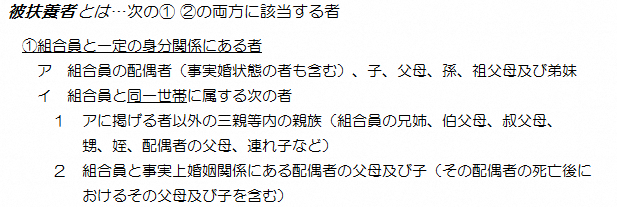 被扶養者とは…次の① ②の両方に該当する者
①組合員と一定の身分関係にある者
ア　組合員の配偶者（事実婚状態の者も含む）、子、父母、孫、祖父母及び弟妹
イ　組合員と同一世帯に属する次の者
１　アに掲げる者以外の三親等内の親族（組合員の兄姉、伯父母、叔父母、
甥、姪、配偶者の父母、連れ子など）
２　組合員と事実上婚姻関係にある配偶者の父母及び子（その配偶者の死亡後に
おけるその父母及び子を含む）